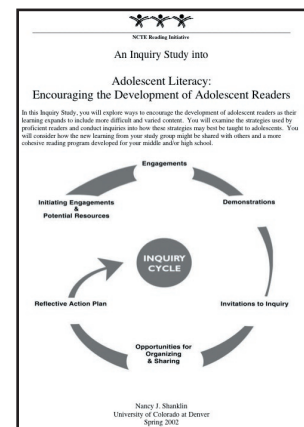 NCTE Reading Initiative
An Inquiry Study into
Adolescent Literacy:
Encouraging the Development of Adolescent Readers
In this Inquiry Study, you will explore ways to encourage the development of adolescent readers as their
learning expands to include more difficult and varied content. You will examine the strategies used by
proficient readers and conduct inquiries into how these strategies may best be taught to adolescents. You
will consider how the new learning from your study group might be shared with others and a more
cohesive reading program developed for your middle and/or high school.
Engagements
Initiating Engagements
&
Potential Resources
Demonstrations
INQUIRY
CYCLE
Reflective Action Plan
Invitations to Inquiry
Opportunities for
Organizing
& Sharing
Nancy J. Shanklin
University of Colorado at Denver
Spring 2002